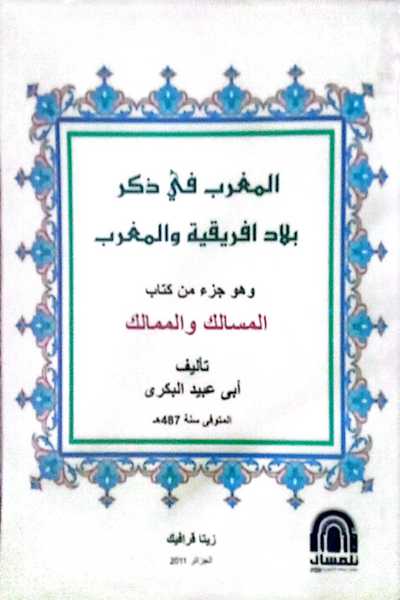 المغرب في ذكر
بلاد افريقية والمغرب
وهو جزء من كتاب
المسالك والممالك
تأليف
أبى عبيد البكرى
المتوفى سنة 487هـ
زيتا قرافيك
الجزائر 2011
تلمسان